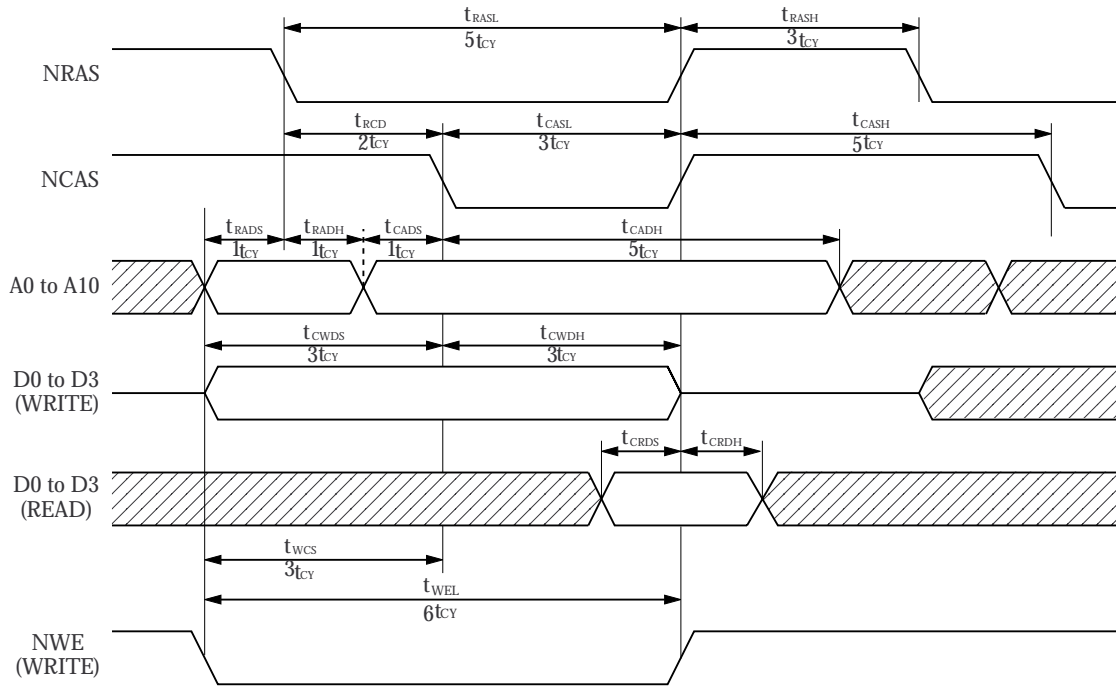 tRASL tRASH
5tCY 3tCY
NRAS
tRCD tCASL tCASH
2tCY 3tCY 5tCY
NCAS
tRADS tRADH tCADS tCADH
1tCY 1tCY 1tCY 5tCY
A0 to A10
tCWDS tCWDH
3tCY 3tCY
D0 to D3
(WRITE)
tCRDS tCRDH
D0 to D3
(READ)
tWCS
3tCY
tWEL
6tCY
NWE
(WRITE)